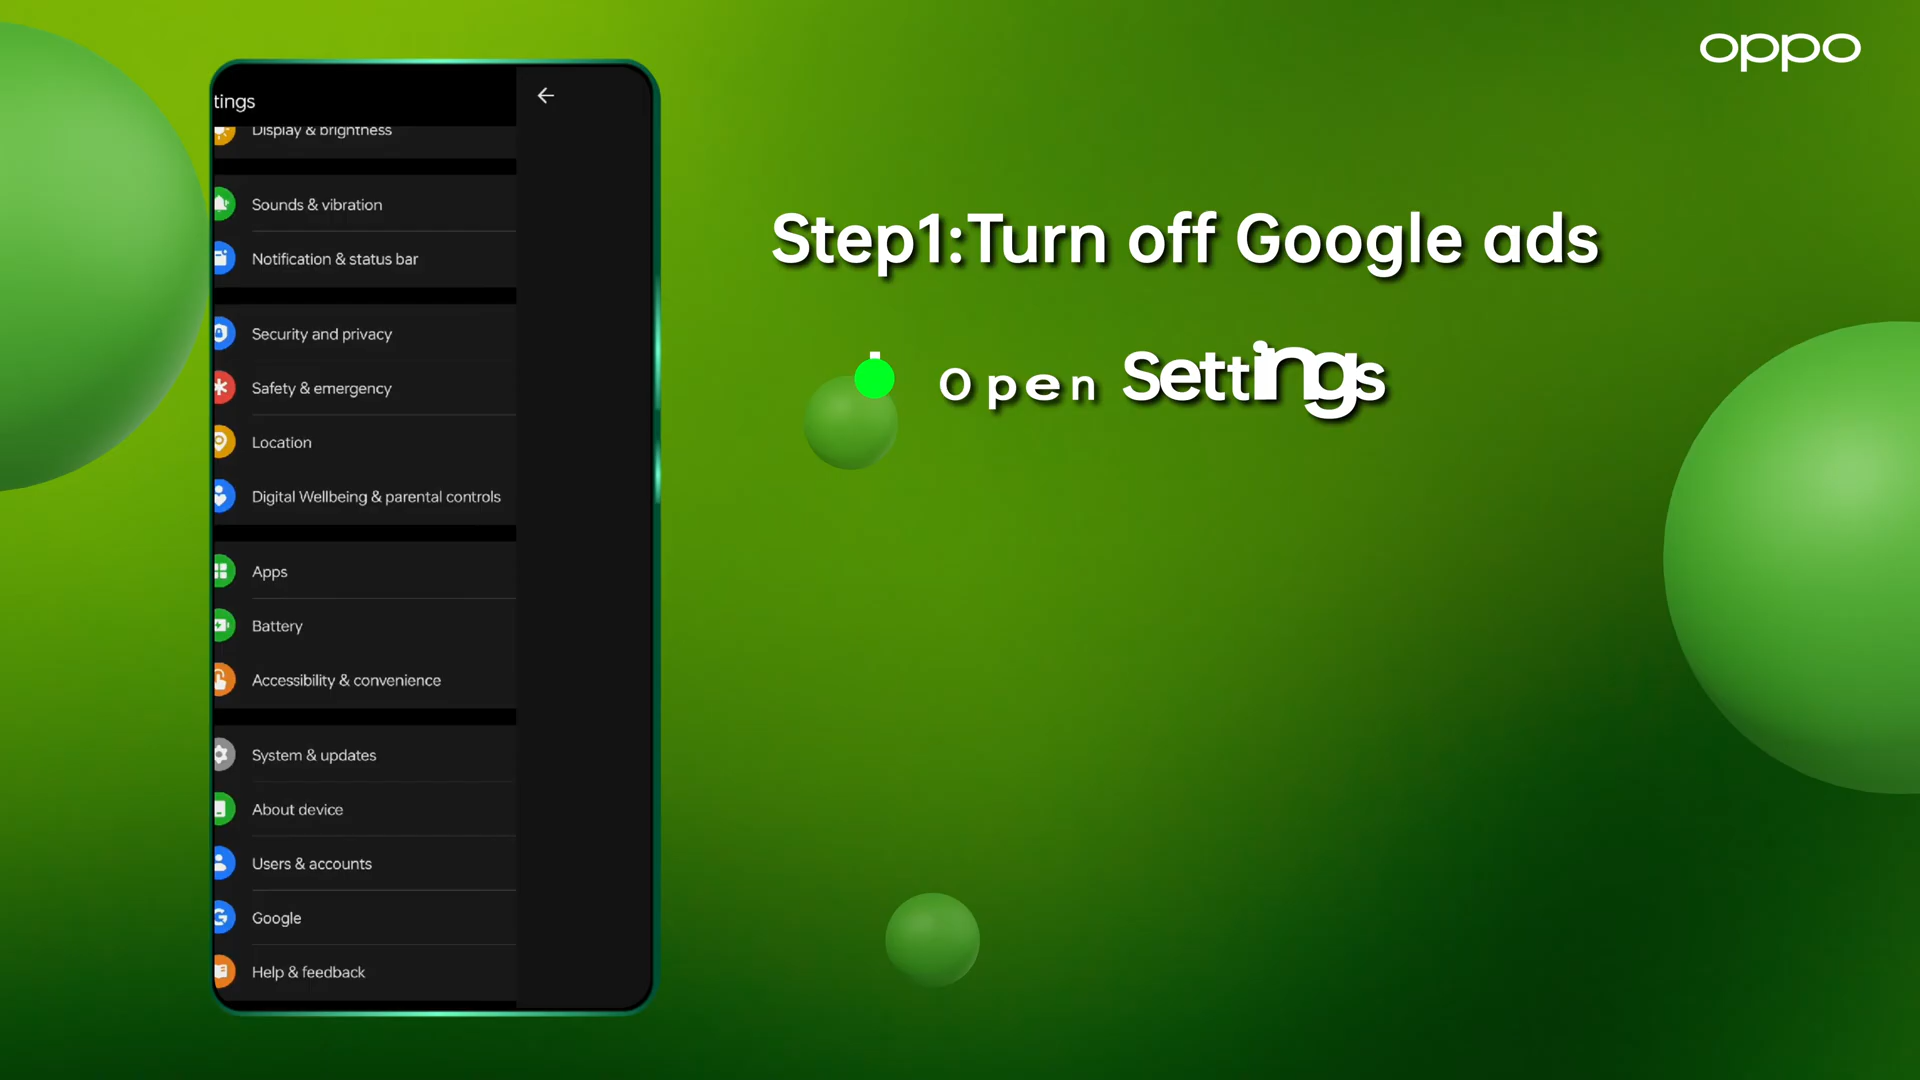 oppo
tings
Display & brightness
Sounds & vibration
Notification & status bar
Security and privacy
Safety & emergency
Location
Digital Wellbeing & parental controls
Apps
Battery
Accessibility & convenience
System & updates
About device
Users & accounts
Google
Help & feedback
Step1:Turn off Google ads
Open Settings